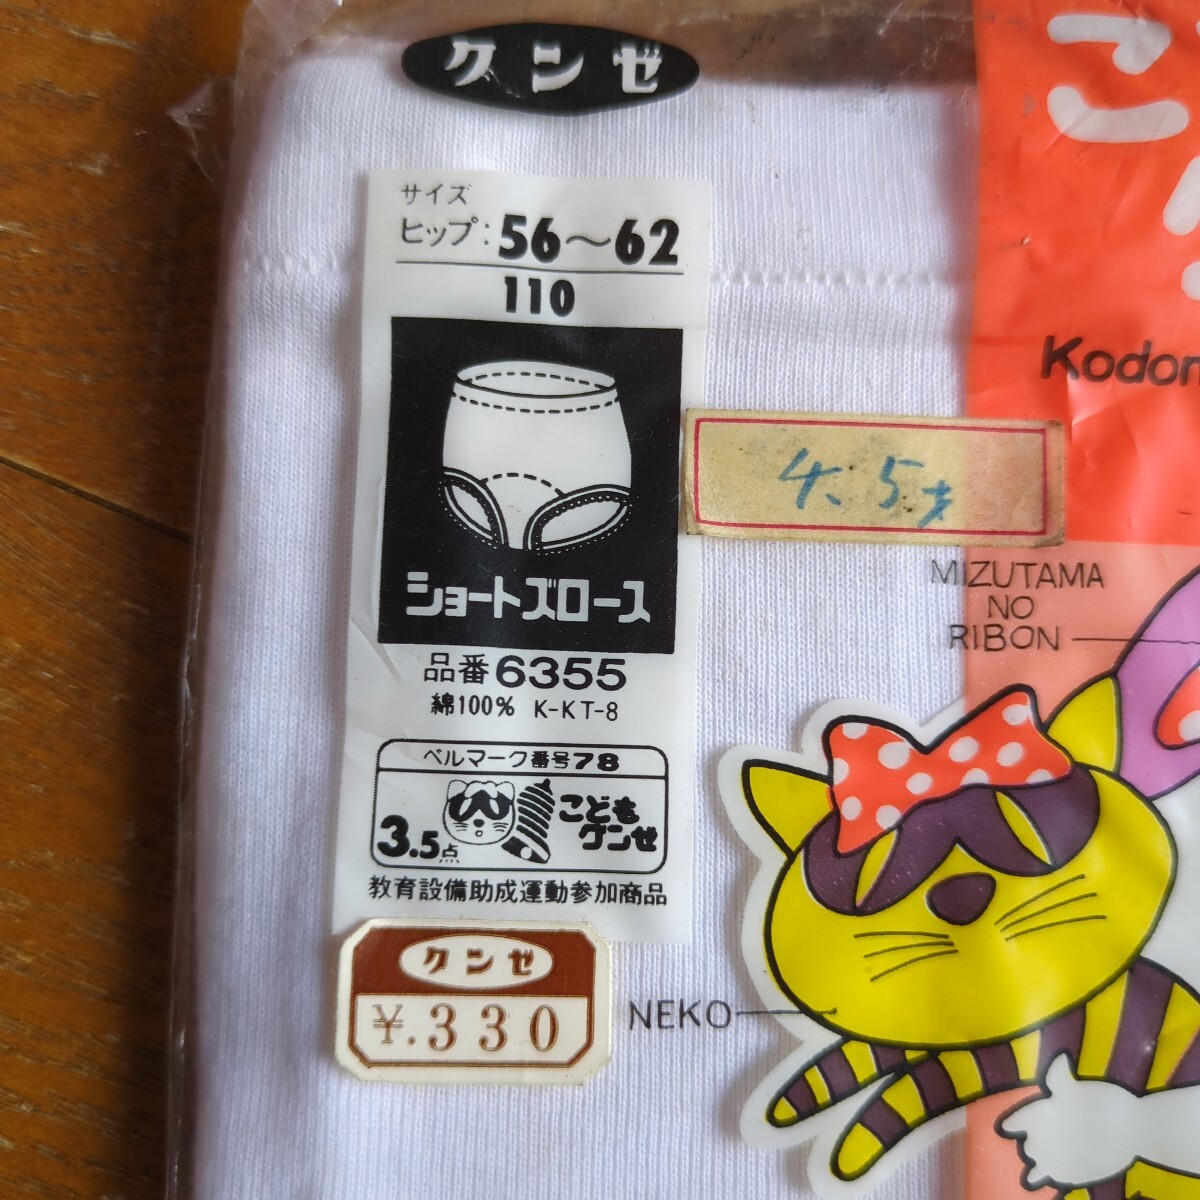 グンゼ
サイズ
ヒップ: 56～62
110
ショートズロース
品番6355
綿100% K-KT-8
ベルマーク番号78
3.5点
こども
グンゼ
教育設備助成運動参加商品
グンゼ
¥.330
こ
Kodom
4、5才
MIZUTAMA
NO
RIBON
NEKO